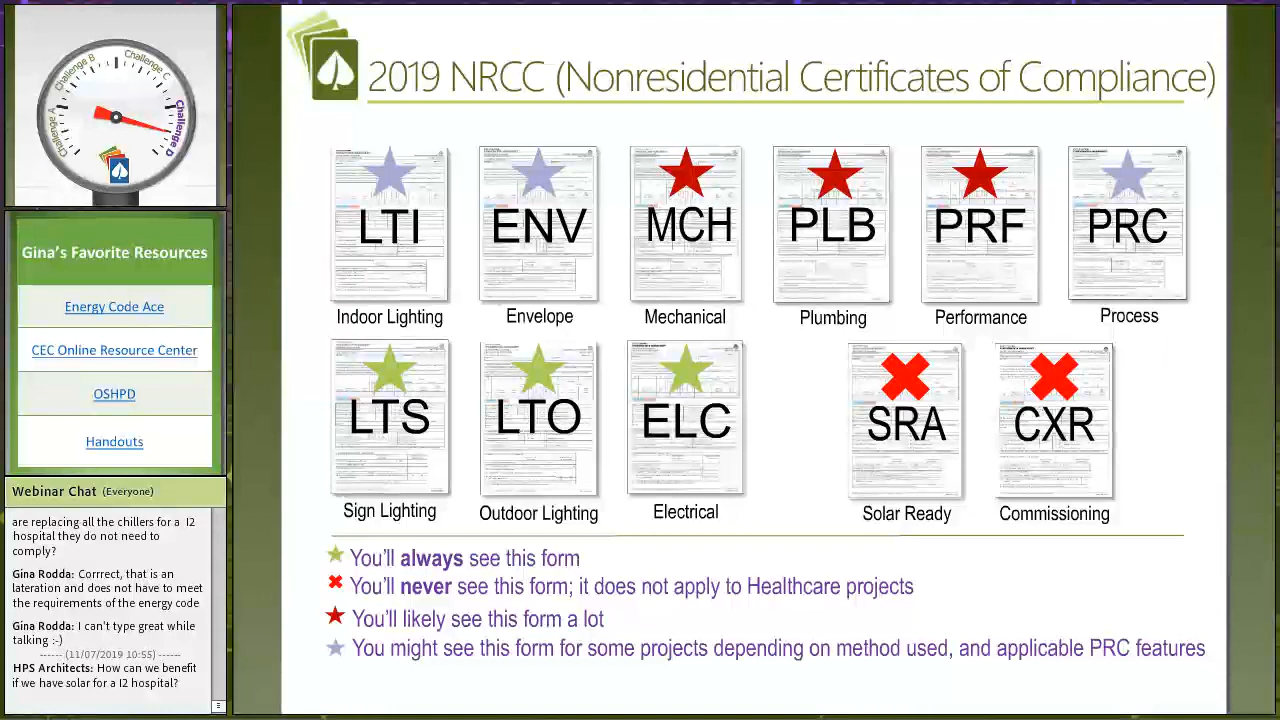 Challenge A
Challenge B
Challenge C
Challenge D
Gina's Favorite Resources
Energy Code Ace
CEC Online Resource Center
OSHPD
Handouts
Webinar Chat (Everyone)
are replacing all the chillers for a I2
hospital they do not need to
comply?
Gina Rodda: Corrrect, that is an
lateration and does not have to meet
the requirements of the energy code
Gina Rodda: I can't type great while
talking :-)
------ (11/07/2019 10:55) ------
HPS Architects: How can we benefit
if we have solar for a I2 hospital?
2019 NRCC (Nonresidential Certificates of Compliance)
LTI ENV MCH PLB PRF PRC
Indoor Lighting Envelope Mechanical Plumbing Performance Process
LTS LTO ELC SRA CXR
Sign Lighting Outdoor Lighting Electrical Solar Ready Commissioning
You'll always see this form
You'll never see this form; it does not apply to Healthcare projects
You'll likely see this form a lot
You might see this form for some projects depending on method used, and applicable PRC features